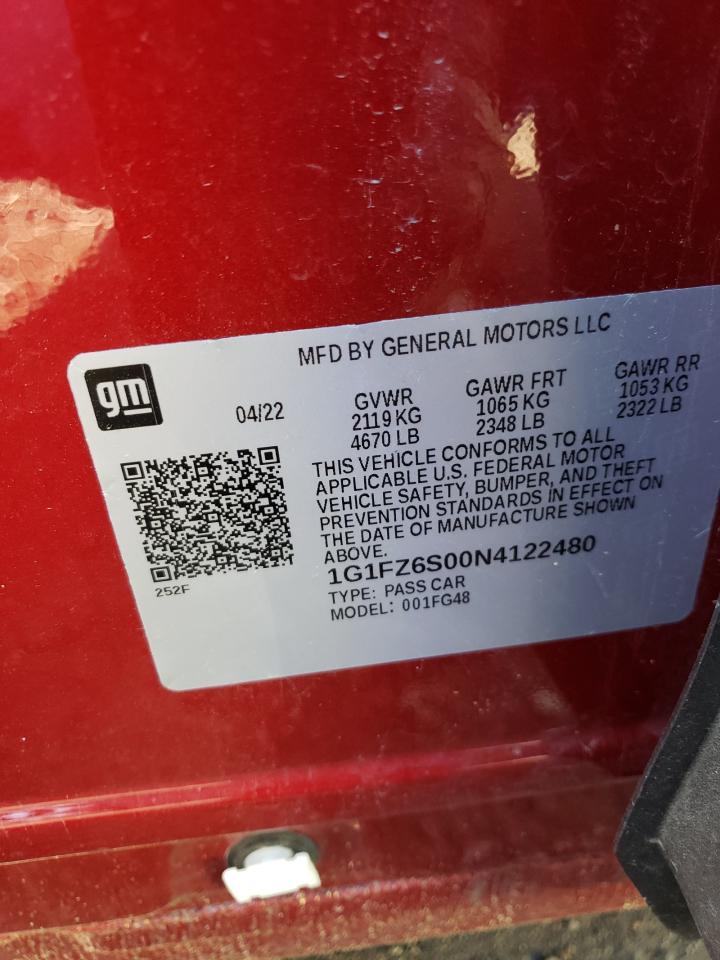 MFD BY GENERAL MOTORS LLC
gm
04/22
GVWR
2119 KG
4670 LB
GAWR FRT
1065 KG
2348 LB
GAWR RR
1053 KG
2322 LB
THIS VEHICLE CONFORMS TO ALL
APPLICABLE U.S. FEDERAL MOTOR
VEHICLE SAFETY, BUMPER, AND THEFT
PREVENTION STANDARDS IN EFFECT ON
THE DATE OF MANUFACTURE SHOWN
ABOVE.
1G1FZ6S00N4122480
TYPE: PASS CAR
MODEL: 001FG48
252F